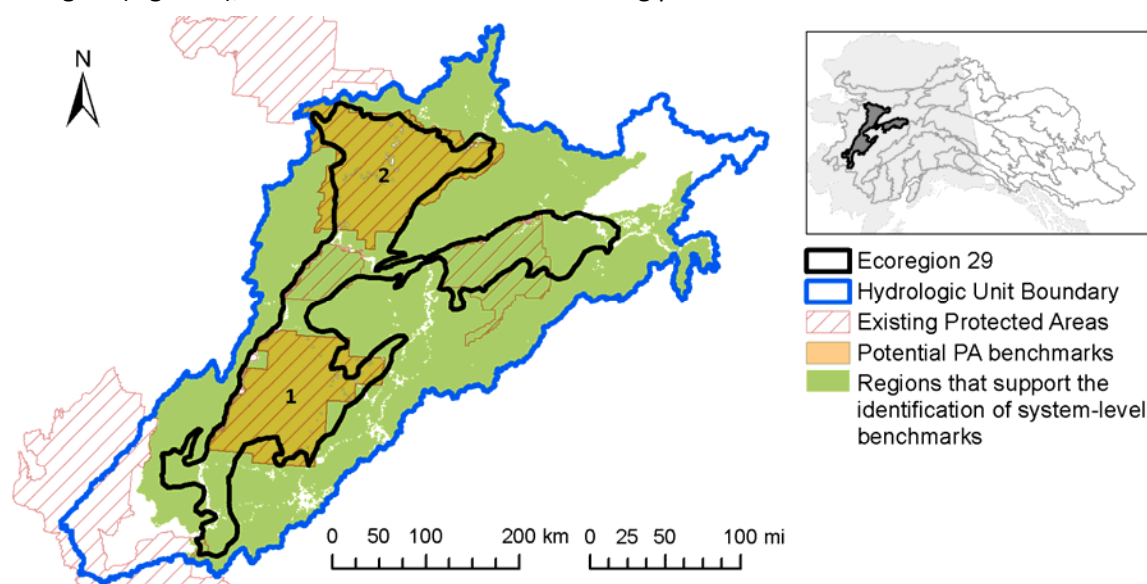 N
2
1
0 50 100 200 km
0 25 50 100 mi
Ecoregion 29
Hydrologic Unit Boundary
Existing Protected Areas
Potential PA benchmarks
Regions that support the
identification of system-level
benchmarks